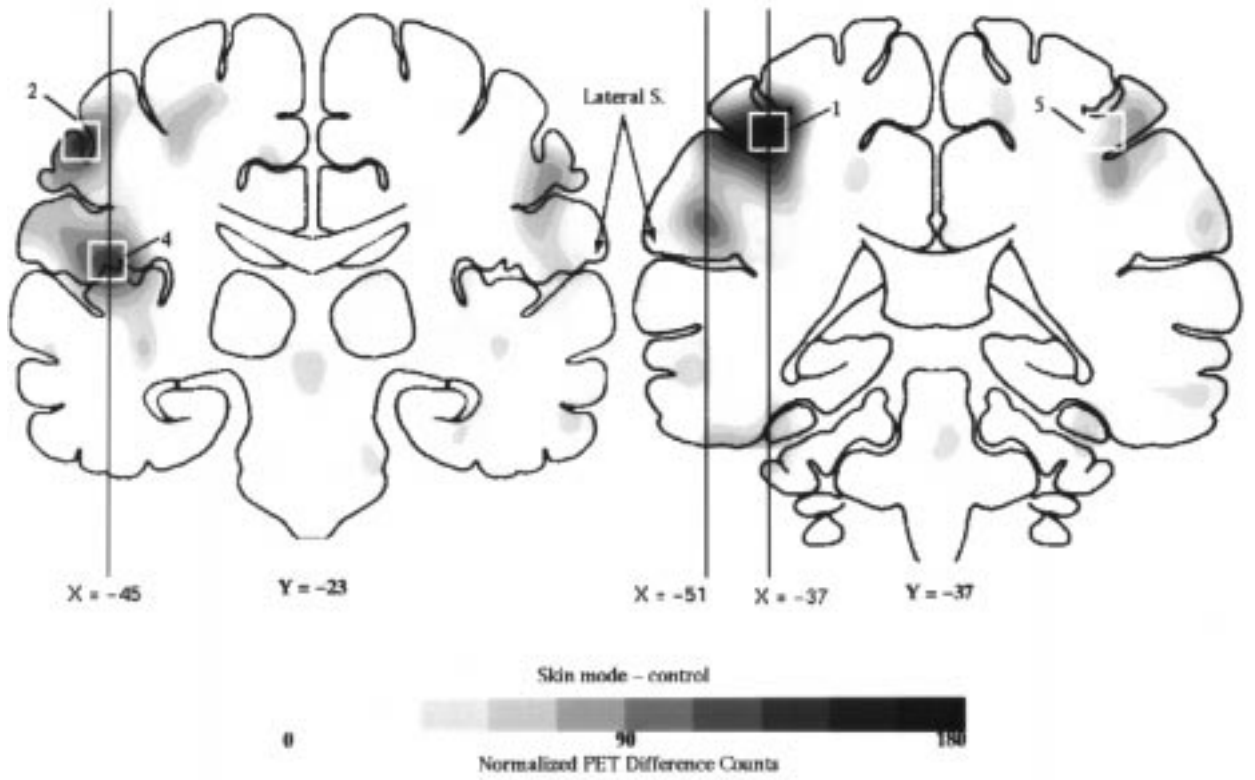 2
Lateral S.
1
5
4
X = -45
Y = -23
X = -51
X = -37
Y = -37
Skin mode - control
0
90
180
Normalized PET Difference Counts